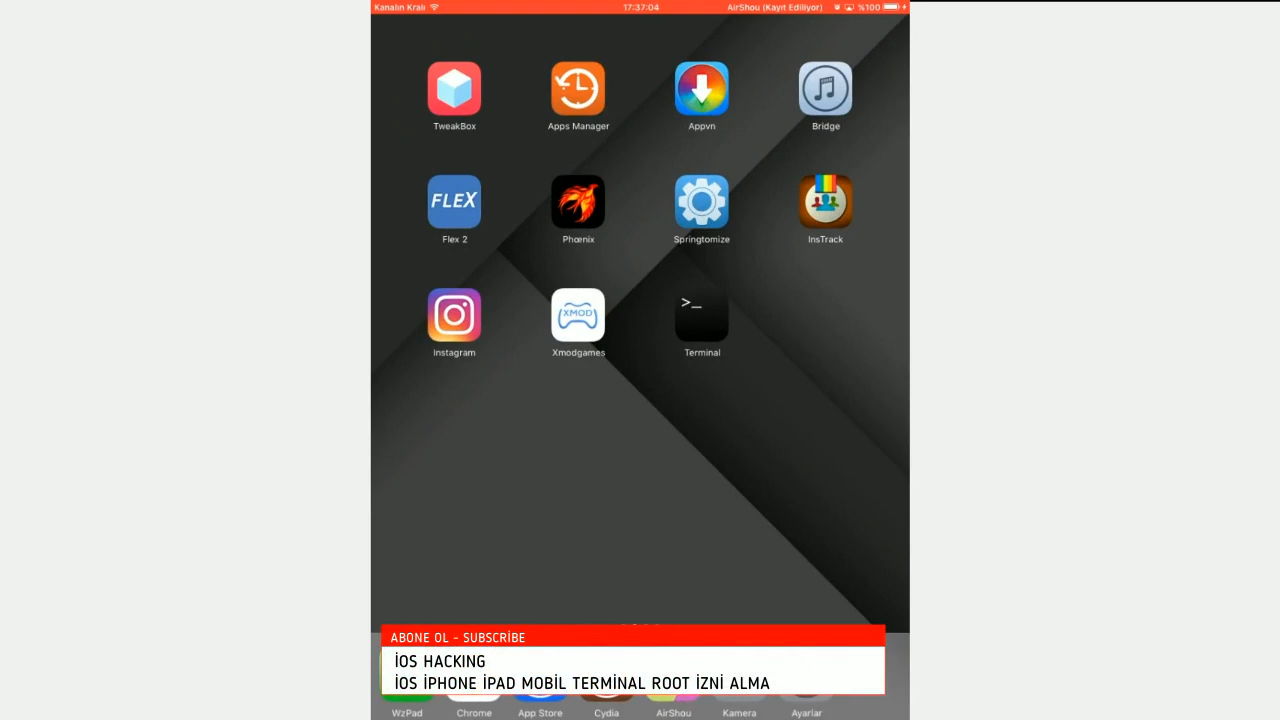 Kanalın Kralı
17:37:04
AirShou (Kayıt Ediliyor)
%100
TweakBox
Apps Manager
Appvn
Bridge
FLEX
Flex 2
Phœnix
Springtomize
InsTrack
Instagram
XMOD
Xmodgames
>_
Terminal
ABONE OL - SUBSCRİBE
İOS HACKING
İOS İPHONE İPAD MOBİL TERMİNAL ROOT İZNİ ALMA
WzPad
Chrome
App Store
Cydia
AirShou
Kamera
Ayarlar